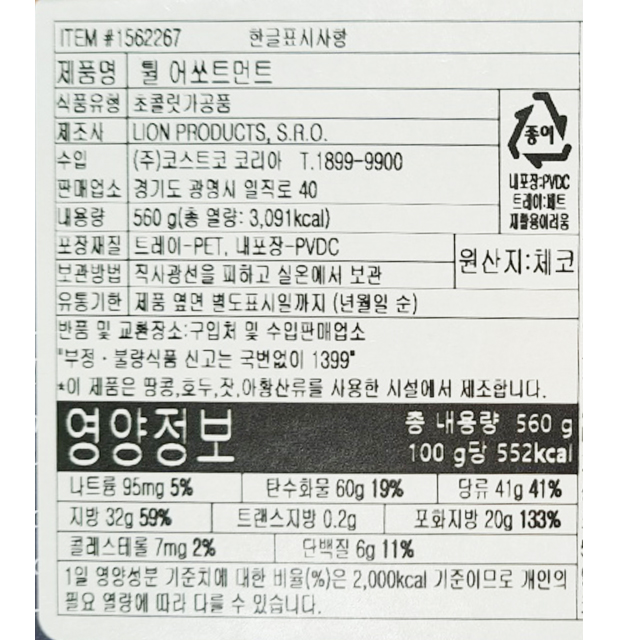 ITEM #1562267 한글표시사항
제품명 튈 어쏘트먼트
식품유형 초콜릿가공품
제조사 LION PRODUCTS, S.R.O.
수입 (주)코스트코 코리아 T.1899-9900
판매업소 경기도 광명시 일직로 40
종이
내포장:PVDC
트레이:페트
재활용어려움
내용량 560 g(총 열량: 3,091kcal)
포장재질 트레이-PET, 내포장-PVDC
보관방법 직사광선을 피하고 실온에서 보관
원산지:체코
유통기한 제품 옆면 별도표시일까지 (년월일 순)
반품 및 교환장소:구입처 및 수입판매업소
"부정·불량식품 신고는 국번없이 1399"
*이 제품은 땅콩,호두,잣,아황산류를 사용한 시설에서 제조합니다.
영양정보 총 내용량 560 g
100 g당 552kcal
나트륨 95mg 5% 탄수화물 60g 19% 당류 41g 41%
지방 32g 59% 트랜스지방 0.2g 포화지방 20g 133%
콜레스테롤 7mg 2% 단백질 6g 11%
1일 영양성분 기준치에 대한 비율(%)은 2,000kcal 기준이므로 개인의
필요 열량에 따라 다를 수 있습니다.